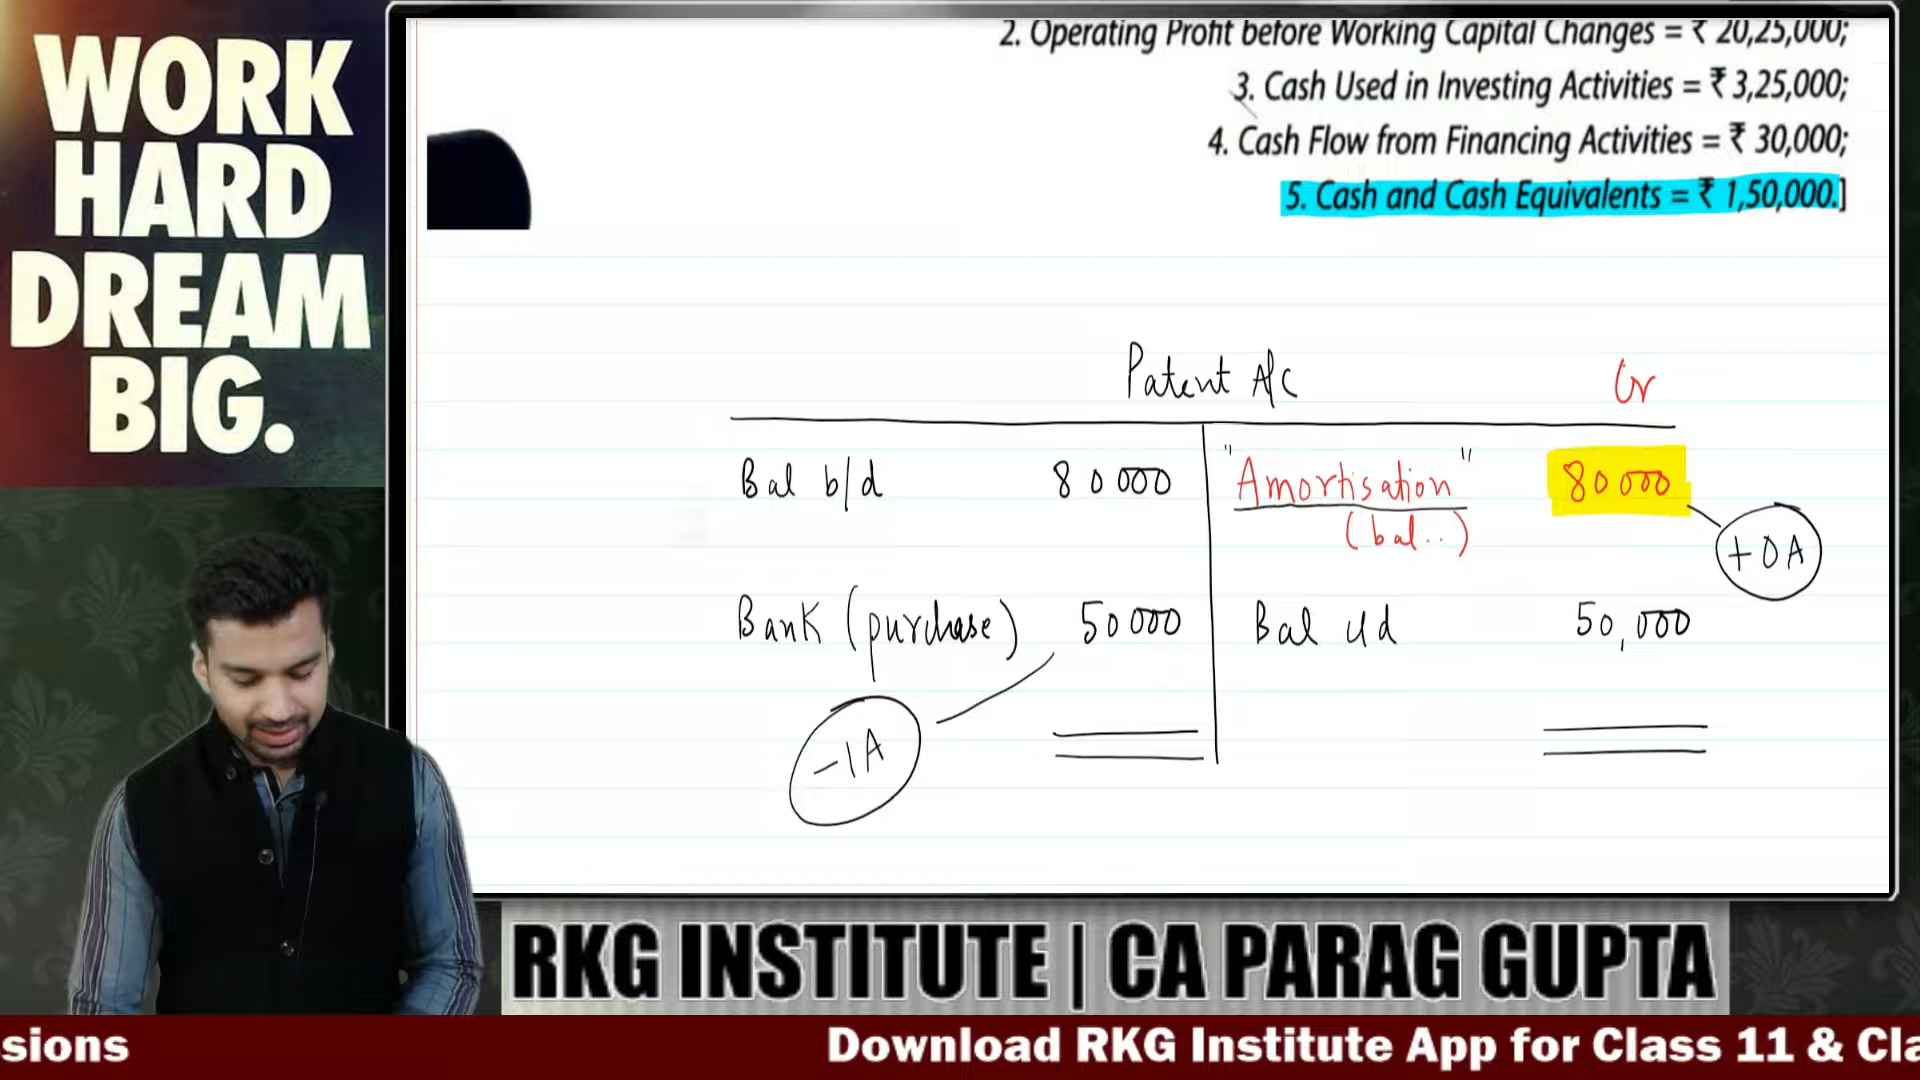 WORK
HARD
DREAM
BIG.
2. Operating Profit before Working Capital Changes = ₹ 20,25,000;
3. Cash Used in Investing Activities = ₹ 3,25,000;
4. Cash Flow from Financing Activities = ₹ 30,000;
5. Cash and Cash Equivalents = ₹ 1,50,000.]
Patent A/C Cr
Bal b/d 80000 "Amortisation" 80000
(bal..)
+OA
Bank (purchase) 50000 Bal c/d 50,000
-IA
RKG INSTITUTE | CA PARAG GUPTA
sions Download RKG Institute App for Class 11 & Cla